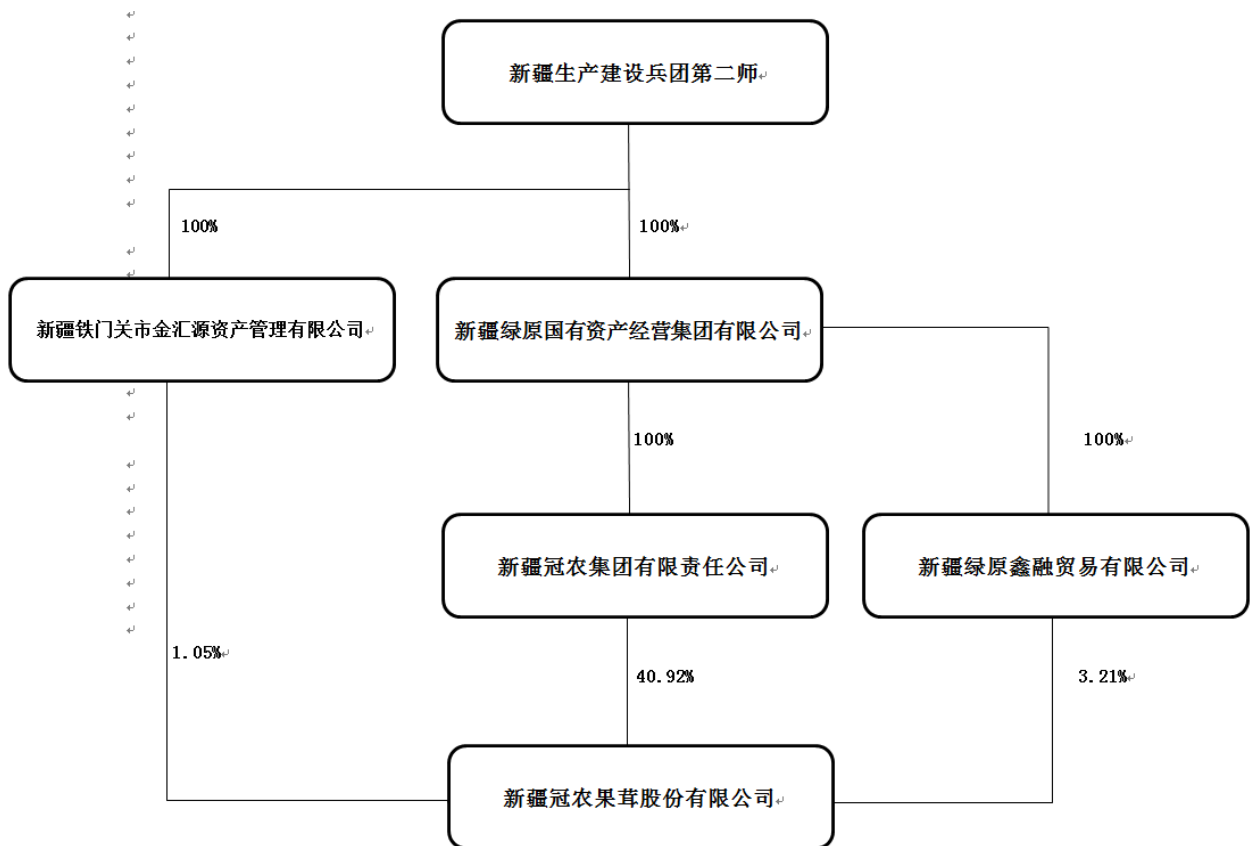 新疆生产建设兵团第二师
100%
100%
新疆铁门关市金汇源资产管理有限公司
新疆绿原国有资产经营集团有限公司
100%
100%
新疆冠农集团有限责任公司
新疆绿原鑫融贸易有限公司
1.05%
40.92%
3.21%
新疆冠农果茸股份有限公司